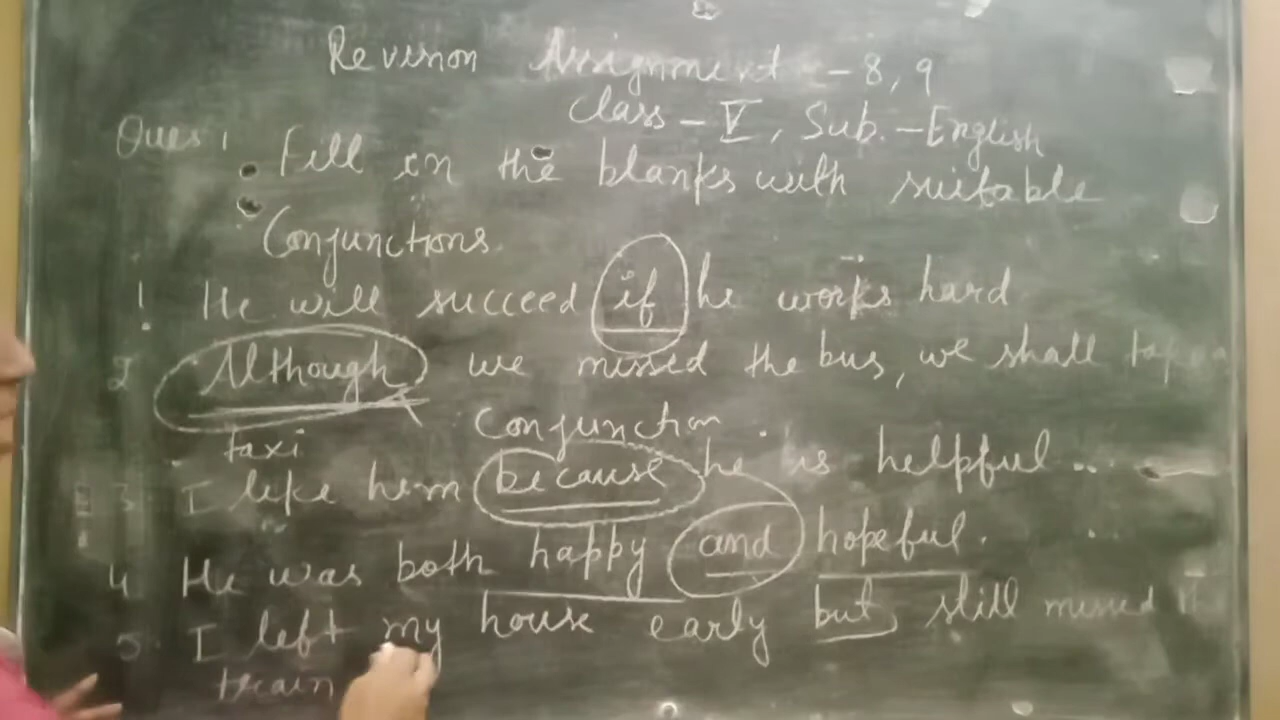 Revision Assignment - 8, 9
Class - V, Sub. - English
Ques 1 Fill in the blanks with suitable
Conjunctions.
1. He will succeed if he works hard
2 Although we missed the bus, we shall take a
taxi
Conjunction.
3 I like him because he is helpful..
4 He was both happy and hopeful.
5. I left my house early but still missed the
train